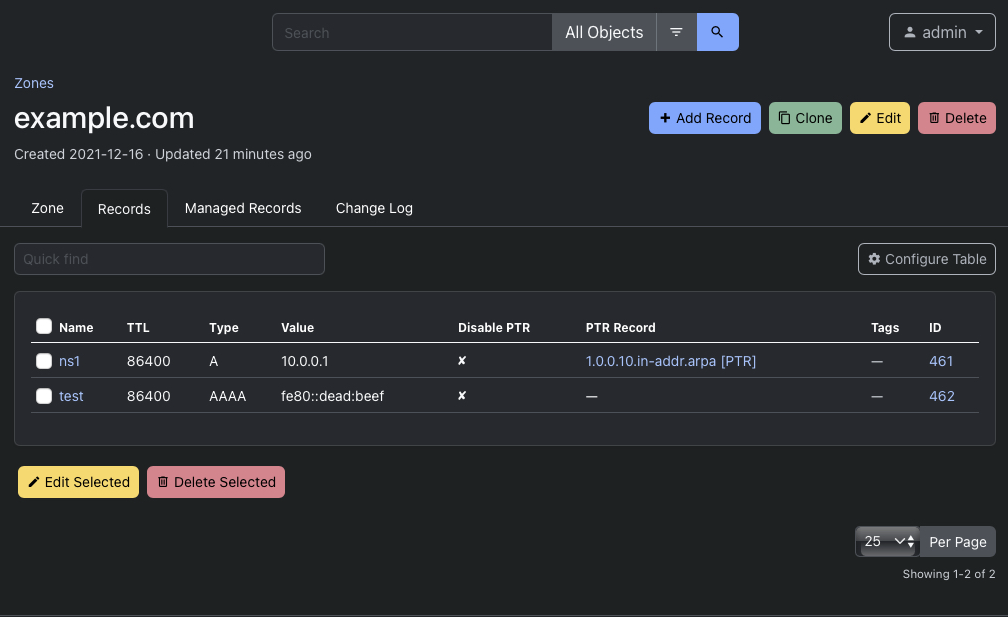 Search All Objects admin
Zones
example.com
Add Record Clone Edit Delete
Created 2021-12-16 · Updated 21 minutes ago
Zone Records Managed Records Change Log
Quick find Configure Table
Name TTL Type Value Disable PTR PTR Record Tags ID
ns1 86400 A 10.0.0.1 ✘ 1.0.0.10.in-addr.arpa [PTR] — 461
test 86400 AAAA fe80::dead:beef ✘ — — 462
Edit Selected Delete Selected
25 Per Page
Showing 1-2 of 2